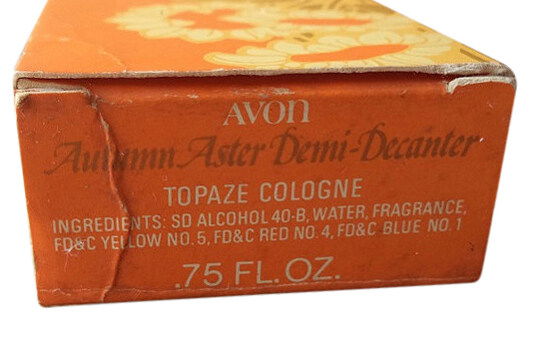 AVON
Autumn Aster Demi-Decanter
TOPAZE COLOGNE
INGREDIENTS: SD ALCOHOL 40-B, WATER, FRAGRANCE,
FD&C YELLOW NO. 5, FD&C RED NO. 4, FD&C BLUE NO. 1
.75 FL. OZ.